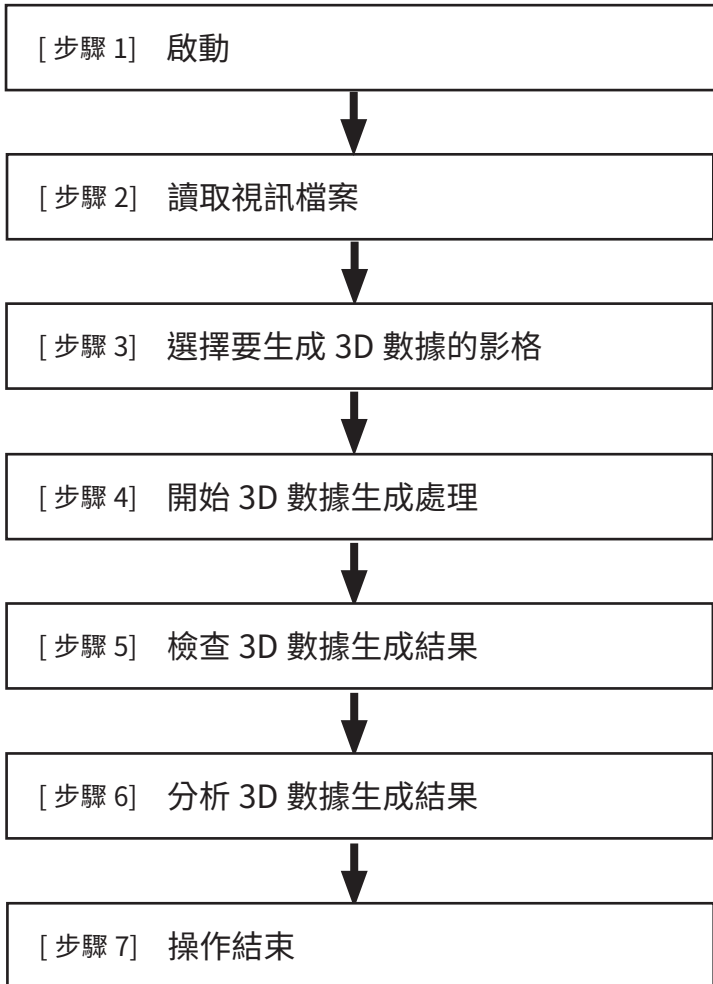 [ 步驟 1] 啟動
[ 步驟 2] 讀取視訊檔案
[ 步驟 3] 選擇要生成 3D 數據的影格
[ 步驟 4] 開始 3D 數據生成處理
[ 步驟 5] 檢查 3D 數據生成結果
[ 步驟 6] 分析 3D 數據生成結果
[ 步驟 7] 操作結束